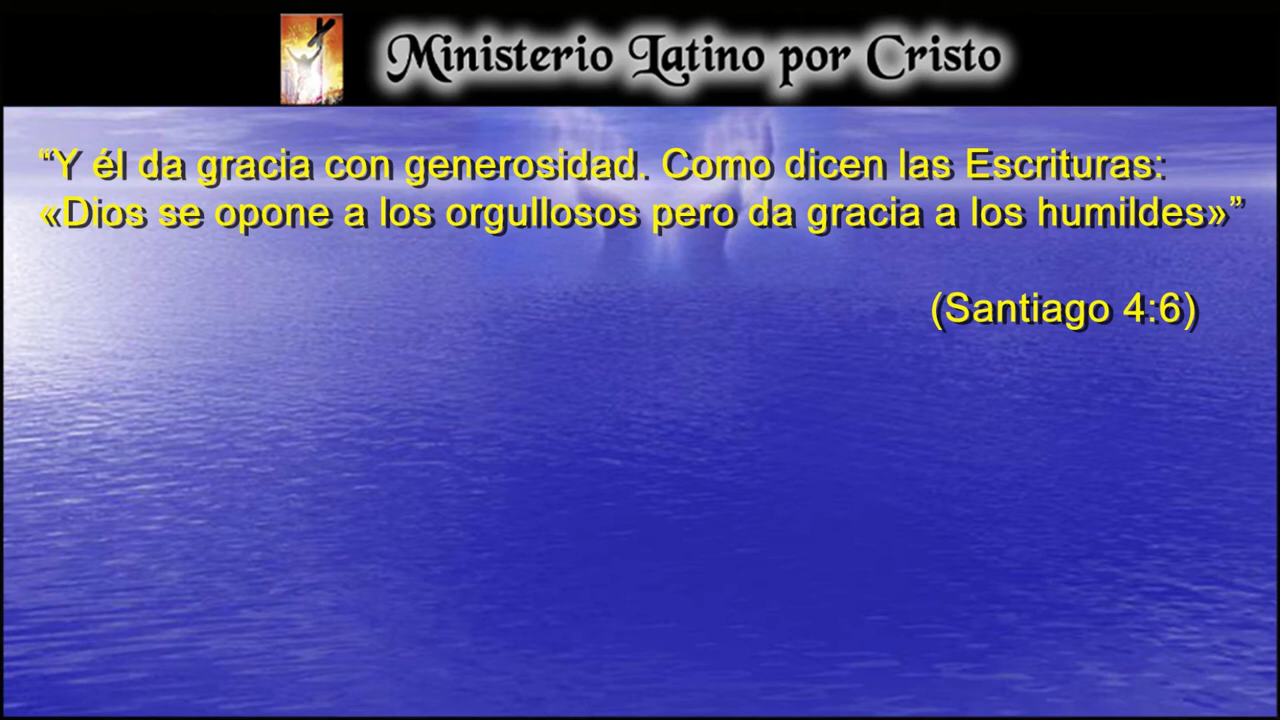 Ministerio Latino por Cristo
“Y él da gracia con generosidad. Como dicen las Escrituras:
«Dios se opone a los orgullosos pero da gracia a los humildes»”
(Santiago 4:6)